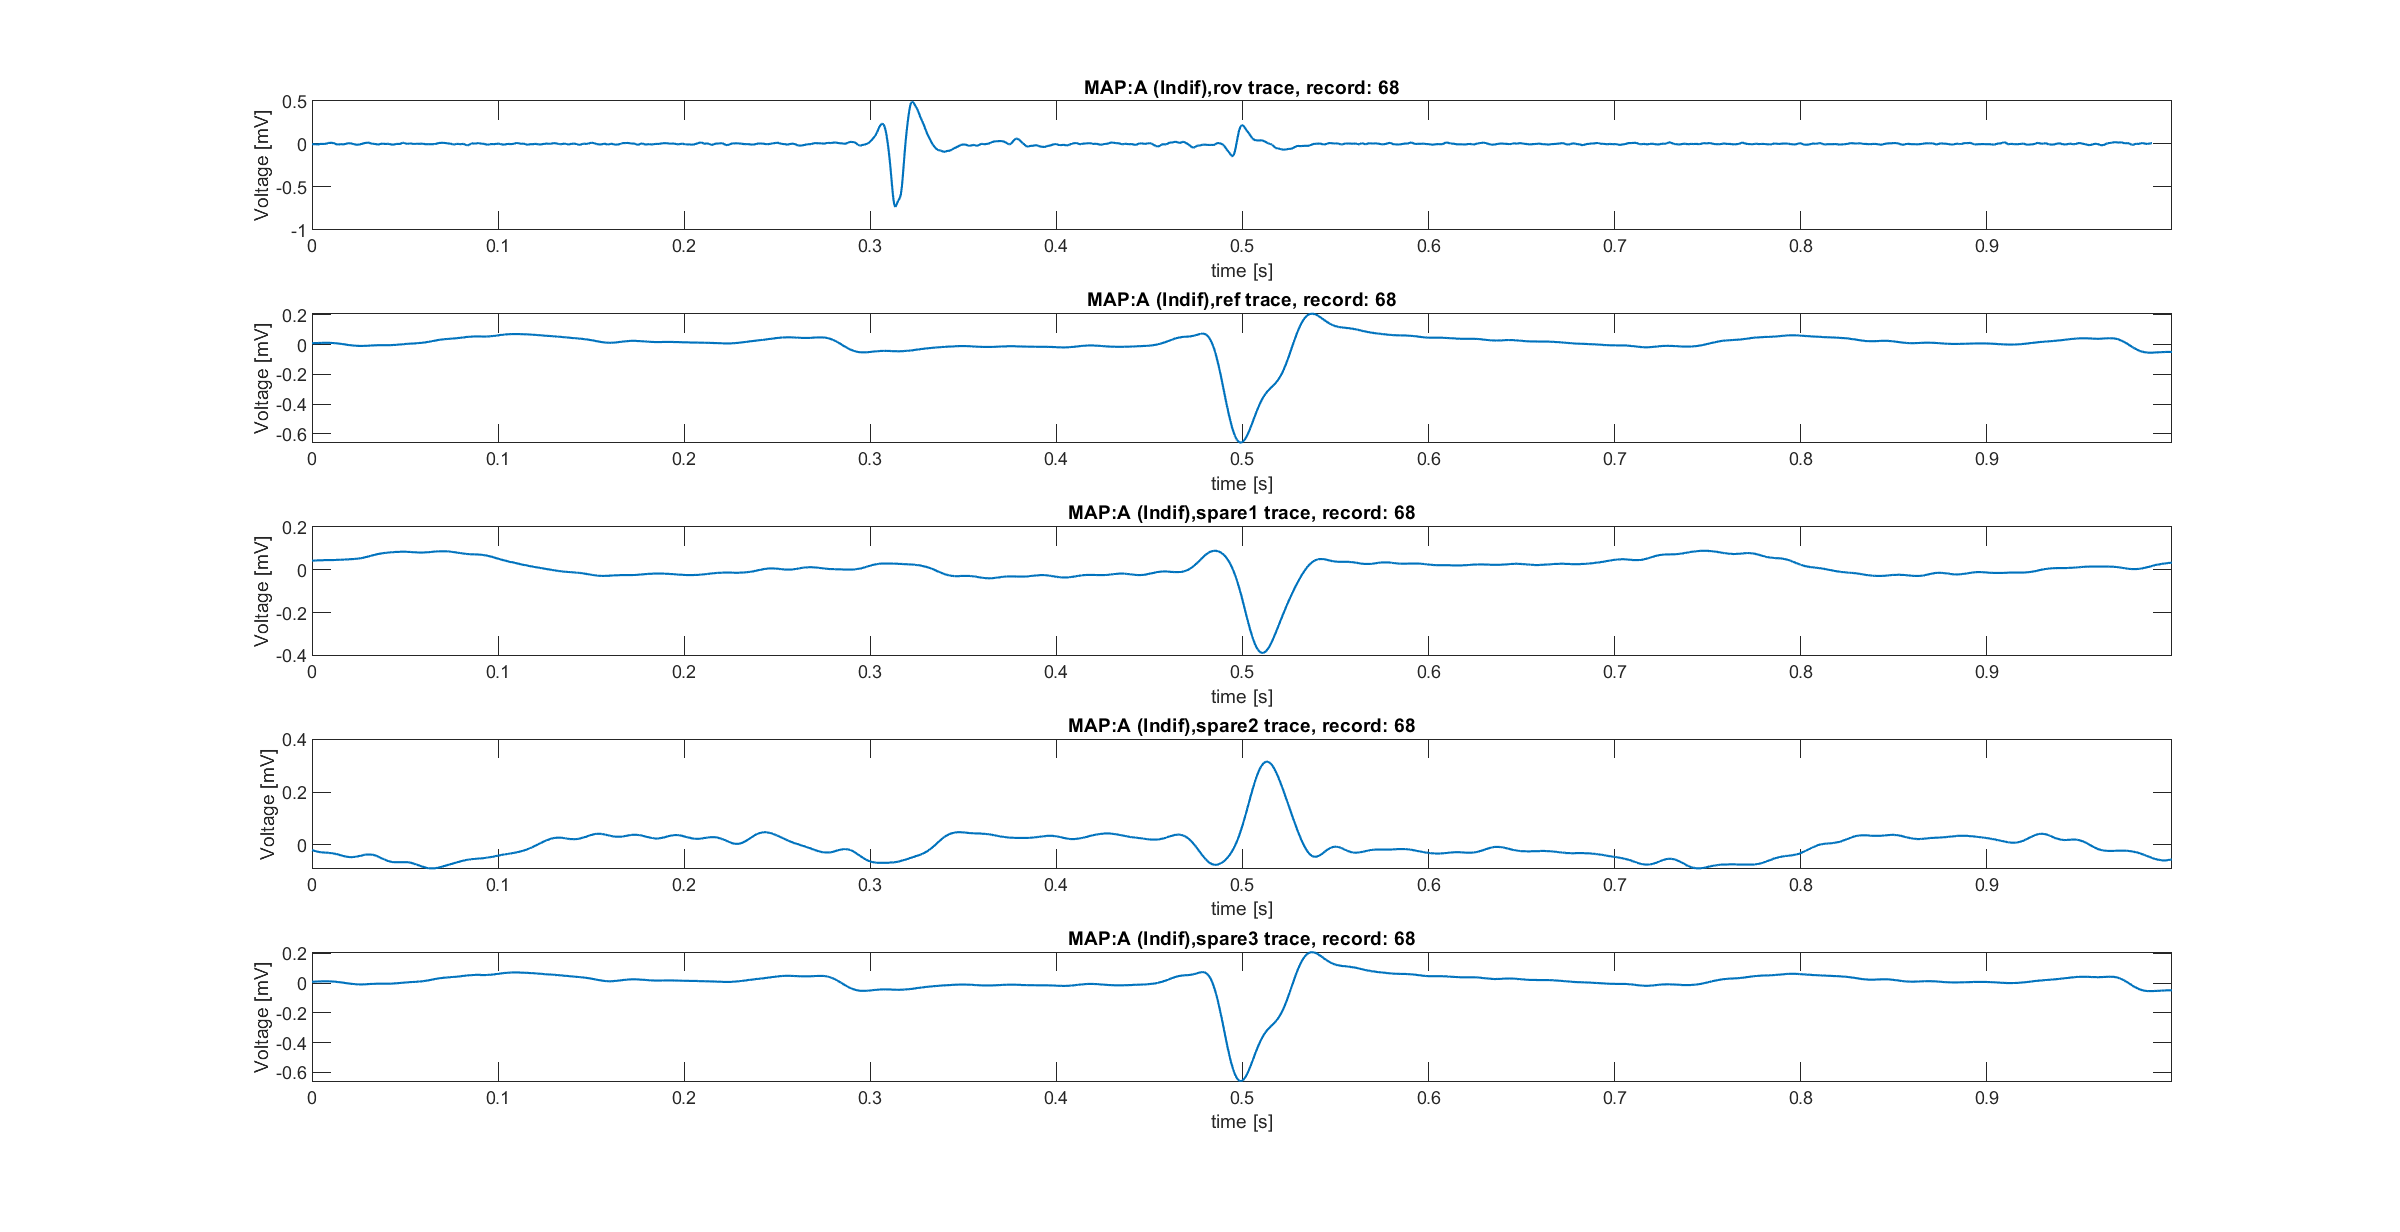 MAP:A (Indif),rov trace, record: 68
Voltage [mV]
0.5
0
-0.5
-1
0 0.1 0.2 0.3 0.4 0.5 0.6 0.7 0.8 0.9
time [s]
MAP:A (Indif),ref trace, record: 68
Voltage [mV]
0.2
0
-0.2
-0.4
-0.6
0 0.1 0.2 0.3 0.4 0.5 0.6 0.7 0.8 0.9
time [s]
MAP:A (Indif),spare1 trace, record: 68
Voltage [mV]
0.2
0
-0.2
-0.4
0 0.1 0.2 0.3 0.4 0.5 0.6 0.7 0.8 0.9
time [s]
MAP:A (Indif),spare2 trace, record: 68
Voltage [mV]
0.4
0.2
0
0 0.1 0.2 0.3 0.4 0.5 0.6 0.7 0.8 0.9
time [s]
MAP:A (Indif),spare3 trace, record: 68
Voltage [mV]
0.2
0
-0.2
-0.4
-0.6
0 0.1 0.2 0.3 0.4 0.5 0.6 0.7 0.8 0.9
time [s]